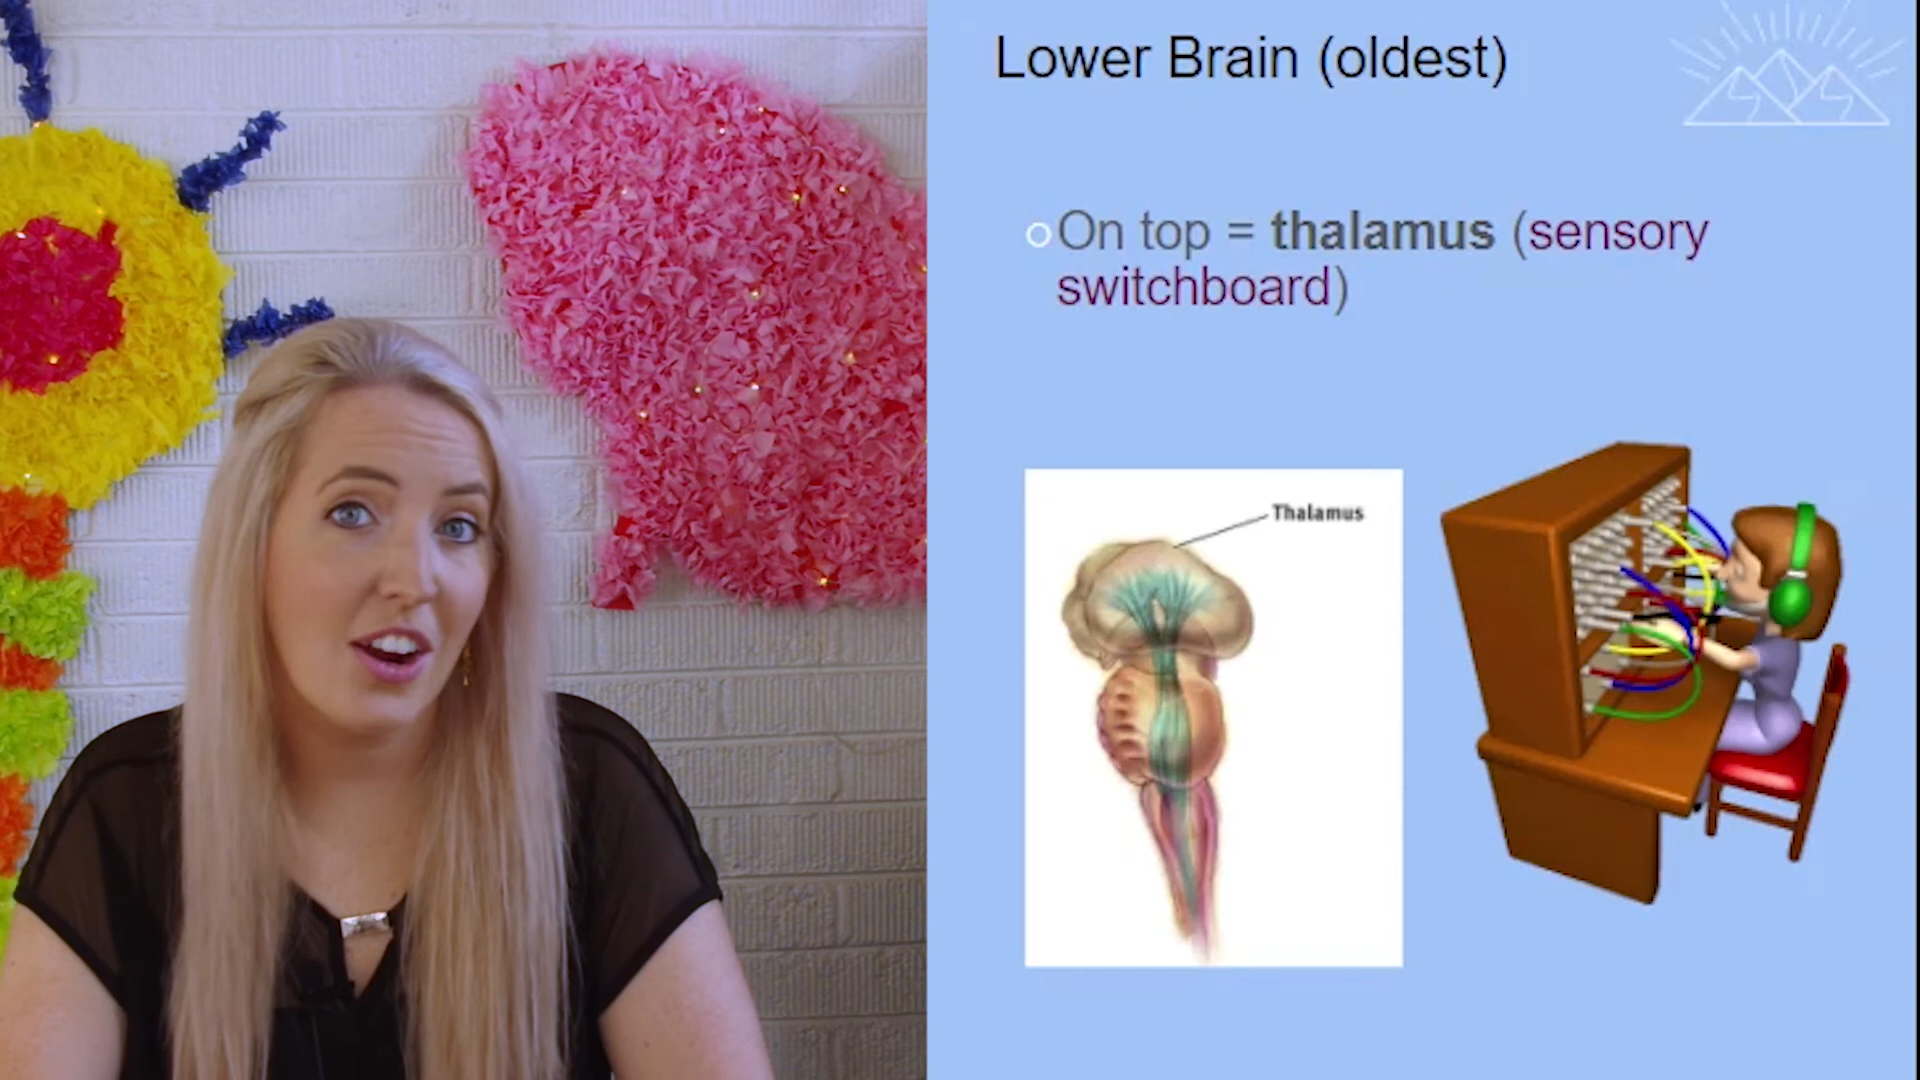 Lower Brain (oldest)
On top = thalamus (sensory
switchboard)
Thalamus